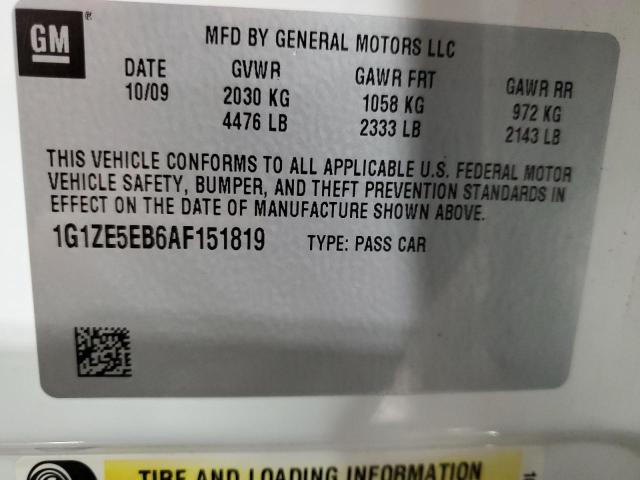 GM®
MFD BY GENERAL MOTORS LLC
DATE GVWR GAWR FRT GAWR RR
10/09 2030 KG 1058 KG 972 KG
4476 LB 2333 LB 2143 LB
THIS VEHICLE CONFORMS TO ALL APPLICABLE U.S. FEDERAL MOTOR
VEHICLE SAFETY, BUMPER, AND THEFT PREVENTION STANDARDS IN
EFFECT ON THE DATE OF MANUFACTURE SHOWN ABOVE.
1G1ZE5EB6AF151819 TYPE: PASS CAR
TIRE AND LOADING INFORMATION